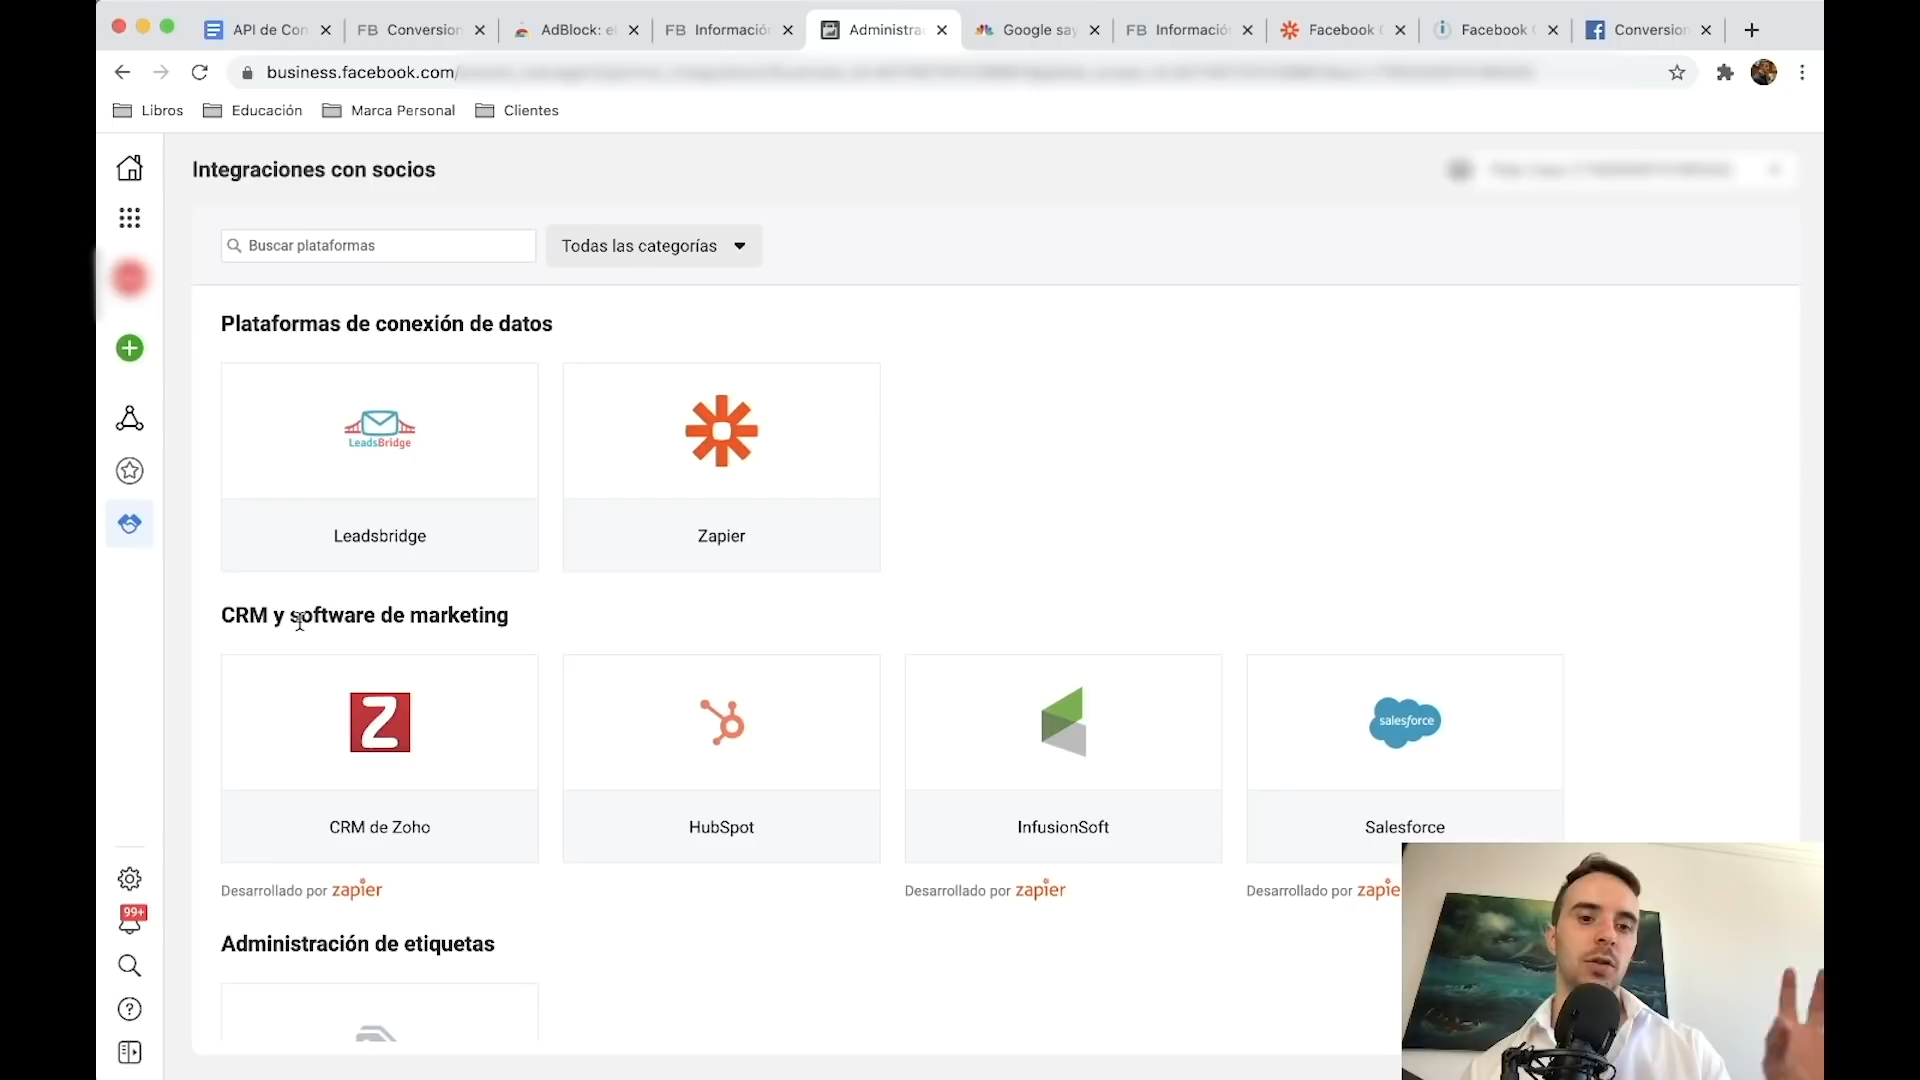 API de Con
FB Conversion
AdBlock: el
FB Informació
Administra
Google say
FB Informació
Facebook C
Facebook C
Conversion
business.facebook.com/
Libros
Educación
Marca Personal
Clientes
Integraciones con socios
Buscar plataformas
Todas las categorías
Plataformas de conexión de datos
LeadsBridge
Leadsbridge
Zapier
CRM y software de marketing
Z
salesforce
CRM de Zoho
HubSpot
InfusionSoft
Salesforce
Desarrollado por zapier
Desarrollado por zapier
Desarrollado por zapie
99+
Administración de etiquetas